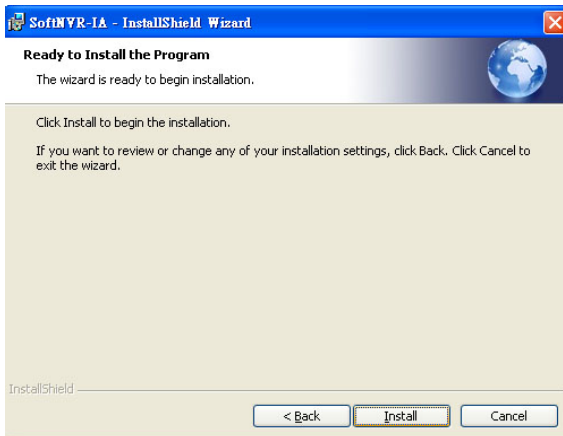 SoftNVR-IA - InstallShield Wizard
Ready to Install the Program
The wizard is ready to begin installation.
Click Install to begin the installation.
If you want to review or change any of your installation settings, click Back. Click Cancel to
exit the wizard.
InstallShield
< Back Install Cancel